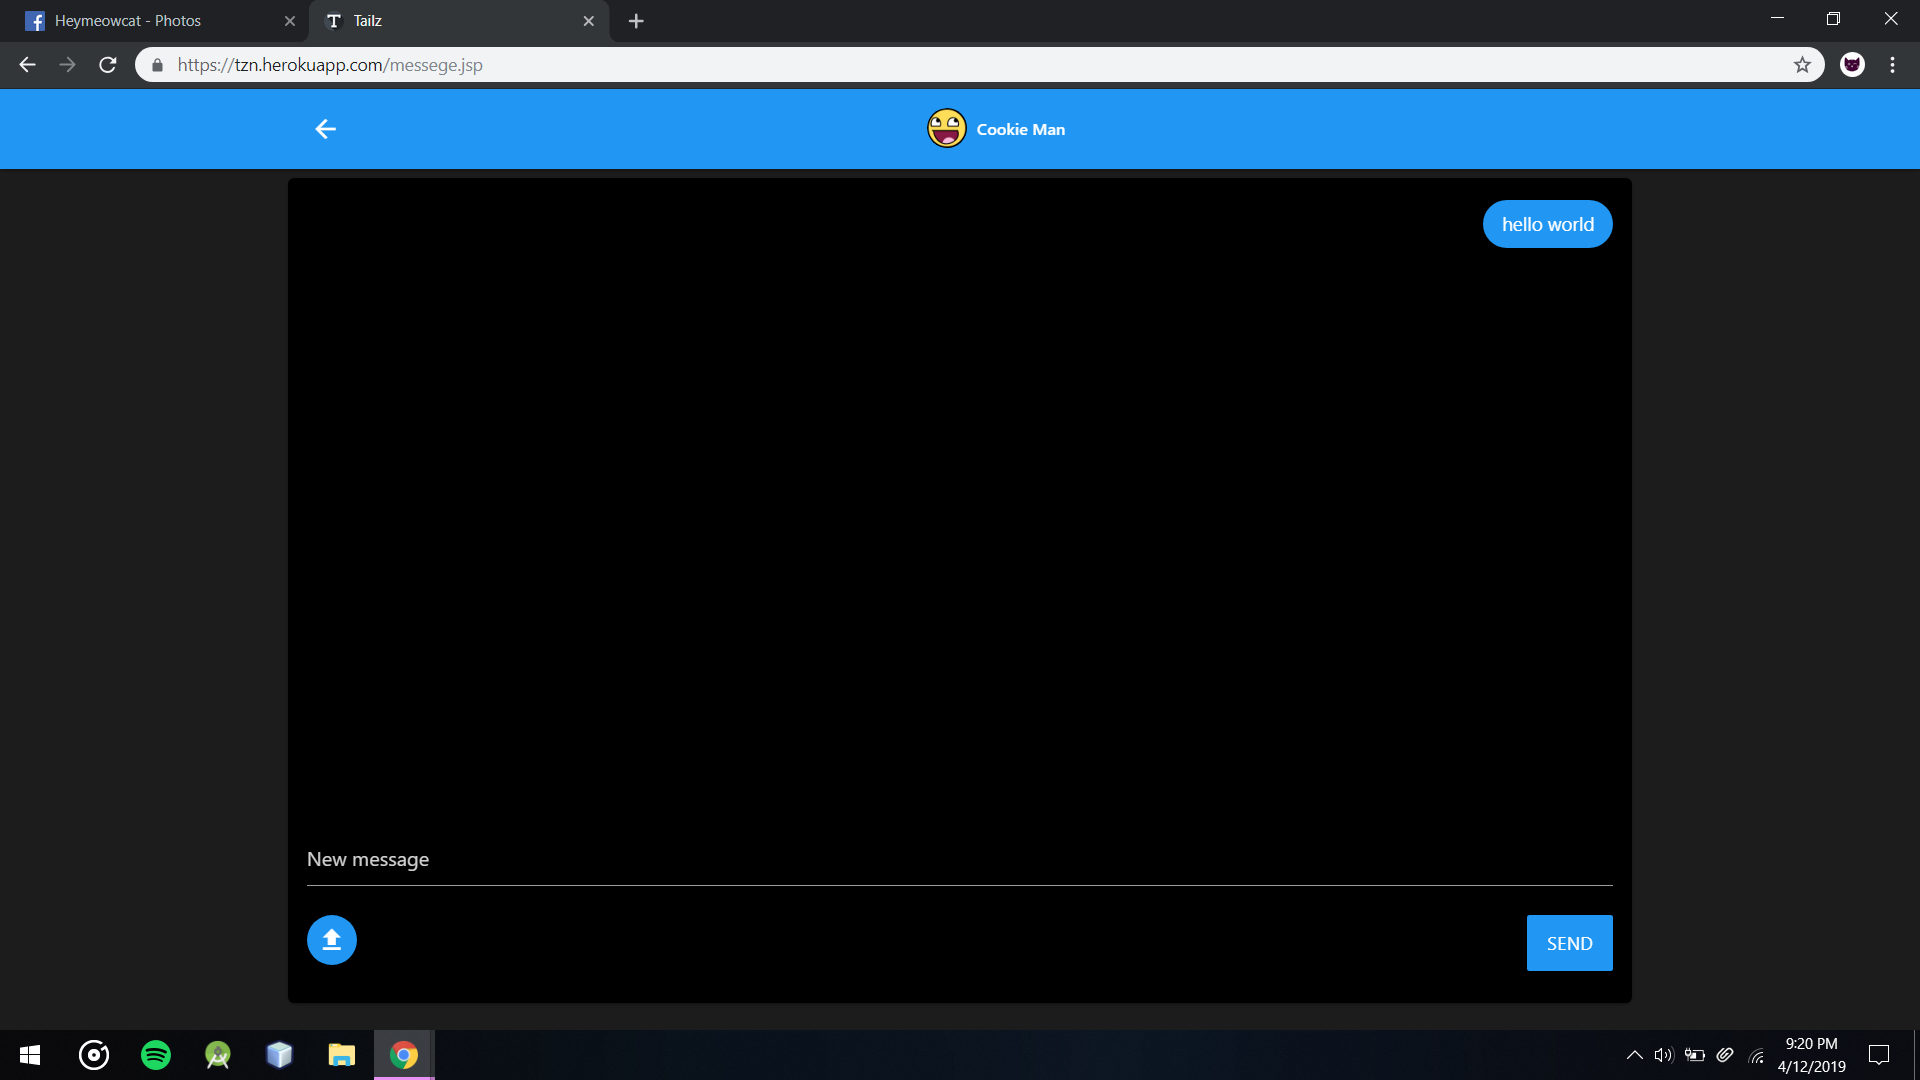 Heymeowcat - Photos
Tailz
https://tzn.herokuapp.com/messege.jsp
Cookie Man
hello world
New message
SEND
9:20 PM
4/12/2019